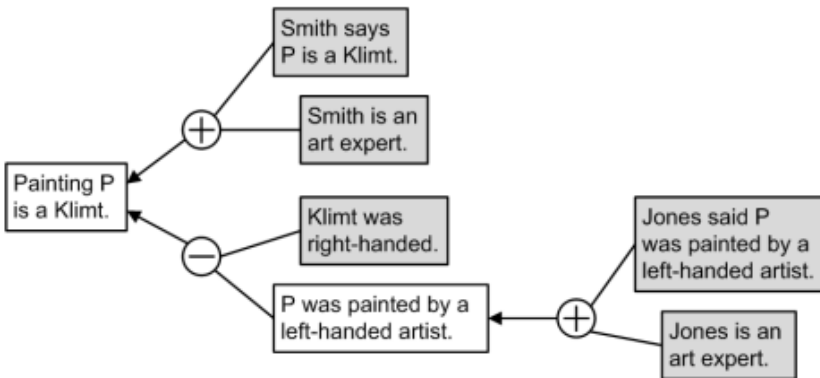 Smith says
P is a Klimt.
Smith is an
art expert.
Painting P
is a Klimt.
Klimt was
right-handed.
P was painted by a
left-handed artist.
Jones said P
was painted by a
left-handed artist.
Jones is an
art expert.